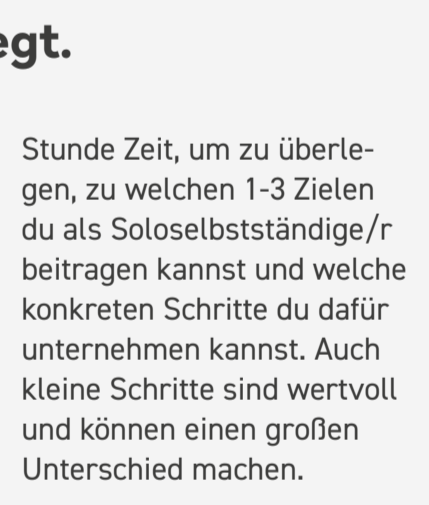 egt.
Stunde Zeit, um zu überle-
gen, zu welchen 1-3 Zielen
du als Soloselbstständige/r
beitragen kannst und welche
konkreten Schritte du dafür
unternehmen kannst. Auch
kleine Schritte sind wertvoll
und können einen großen
Unterschied machen.